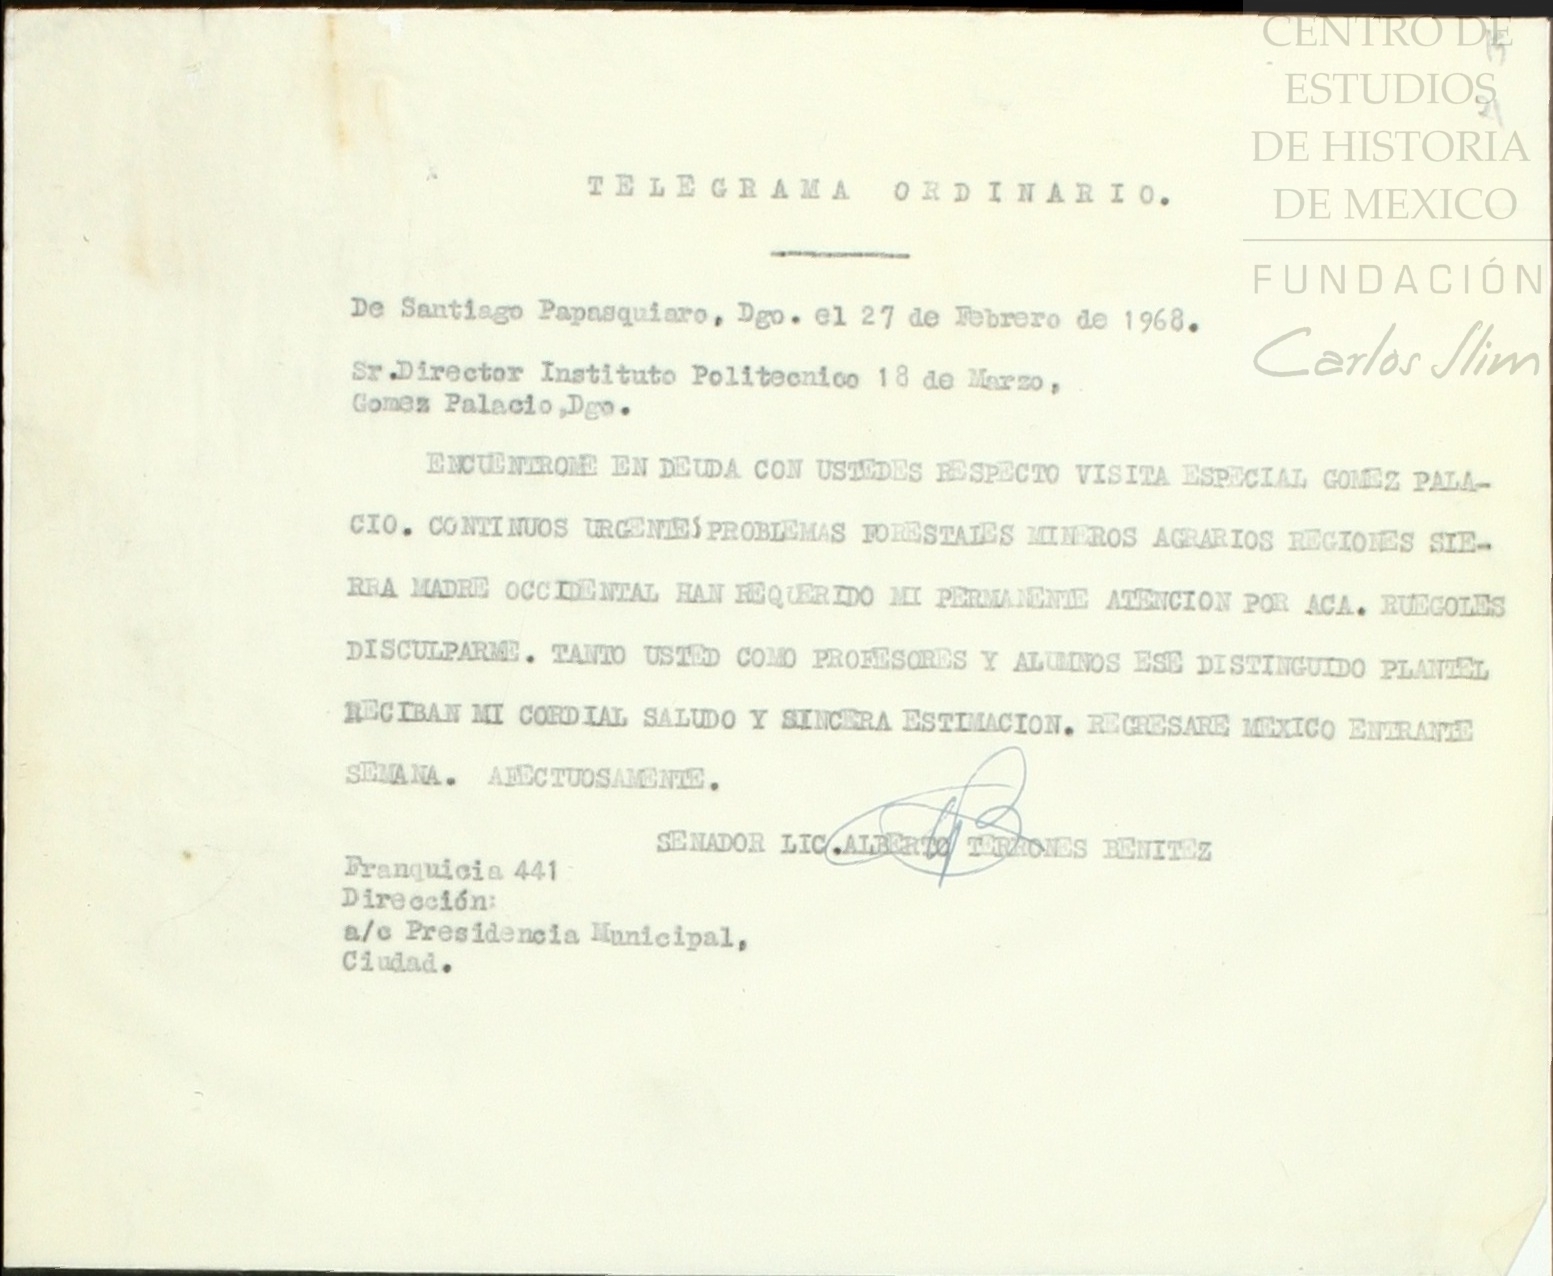 CENTRO DE
ESTUDIOS
DE HISTORIA
DE MEXICO
FUNDACIÓN
Carlos Slim
TELEGRAMA ORDINARIO.
De Santiago Papasquiaro, Dgo. el 27 de Febrero de 1968.
Sr.Director Instituto Politecnico 18 de Marzo,
Gomez Palacio,Dgo.
ENCUENTROME EN DEUDA CON USTEDES RESPECTO VISITA ESPECIAL GOMEZ PALA-
CIO. CONTINUOS URGENTES PROBLEMAS FORESTALES MINEROS AGRARIOS REGIONES SIE-
RRA MADRE OCCIDENTAL HAN REQUERIDO MI PERMANENTE ATENCION POR ACA. RUEGOLES
DISCULPARME. TANTO USTED COMO PROFESORES Y ALUMNOS ESE DISTINGUIDO PLANTEL
RECIBAN MI CORDIAL SALUDO Y SINCERA ESTIMACION. REGRESARE MEXICO ENTRANTE
SEMANA. AFECTUOSAMENTE.
SENADOR LIC.ALBERTO TERRONES BENITEZ
Franquicia 441
Dirección:
a/c Presidencia Municipal,
Ciudad.